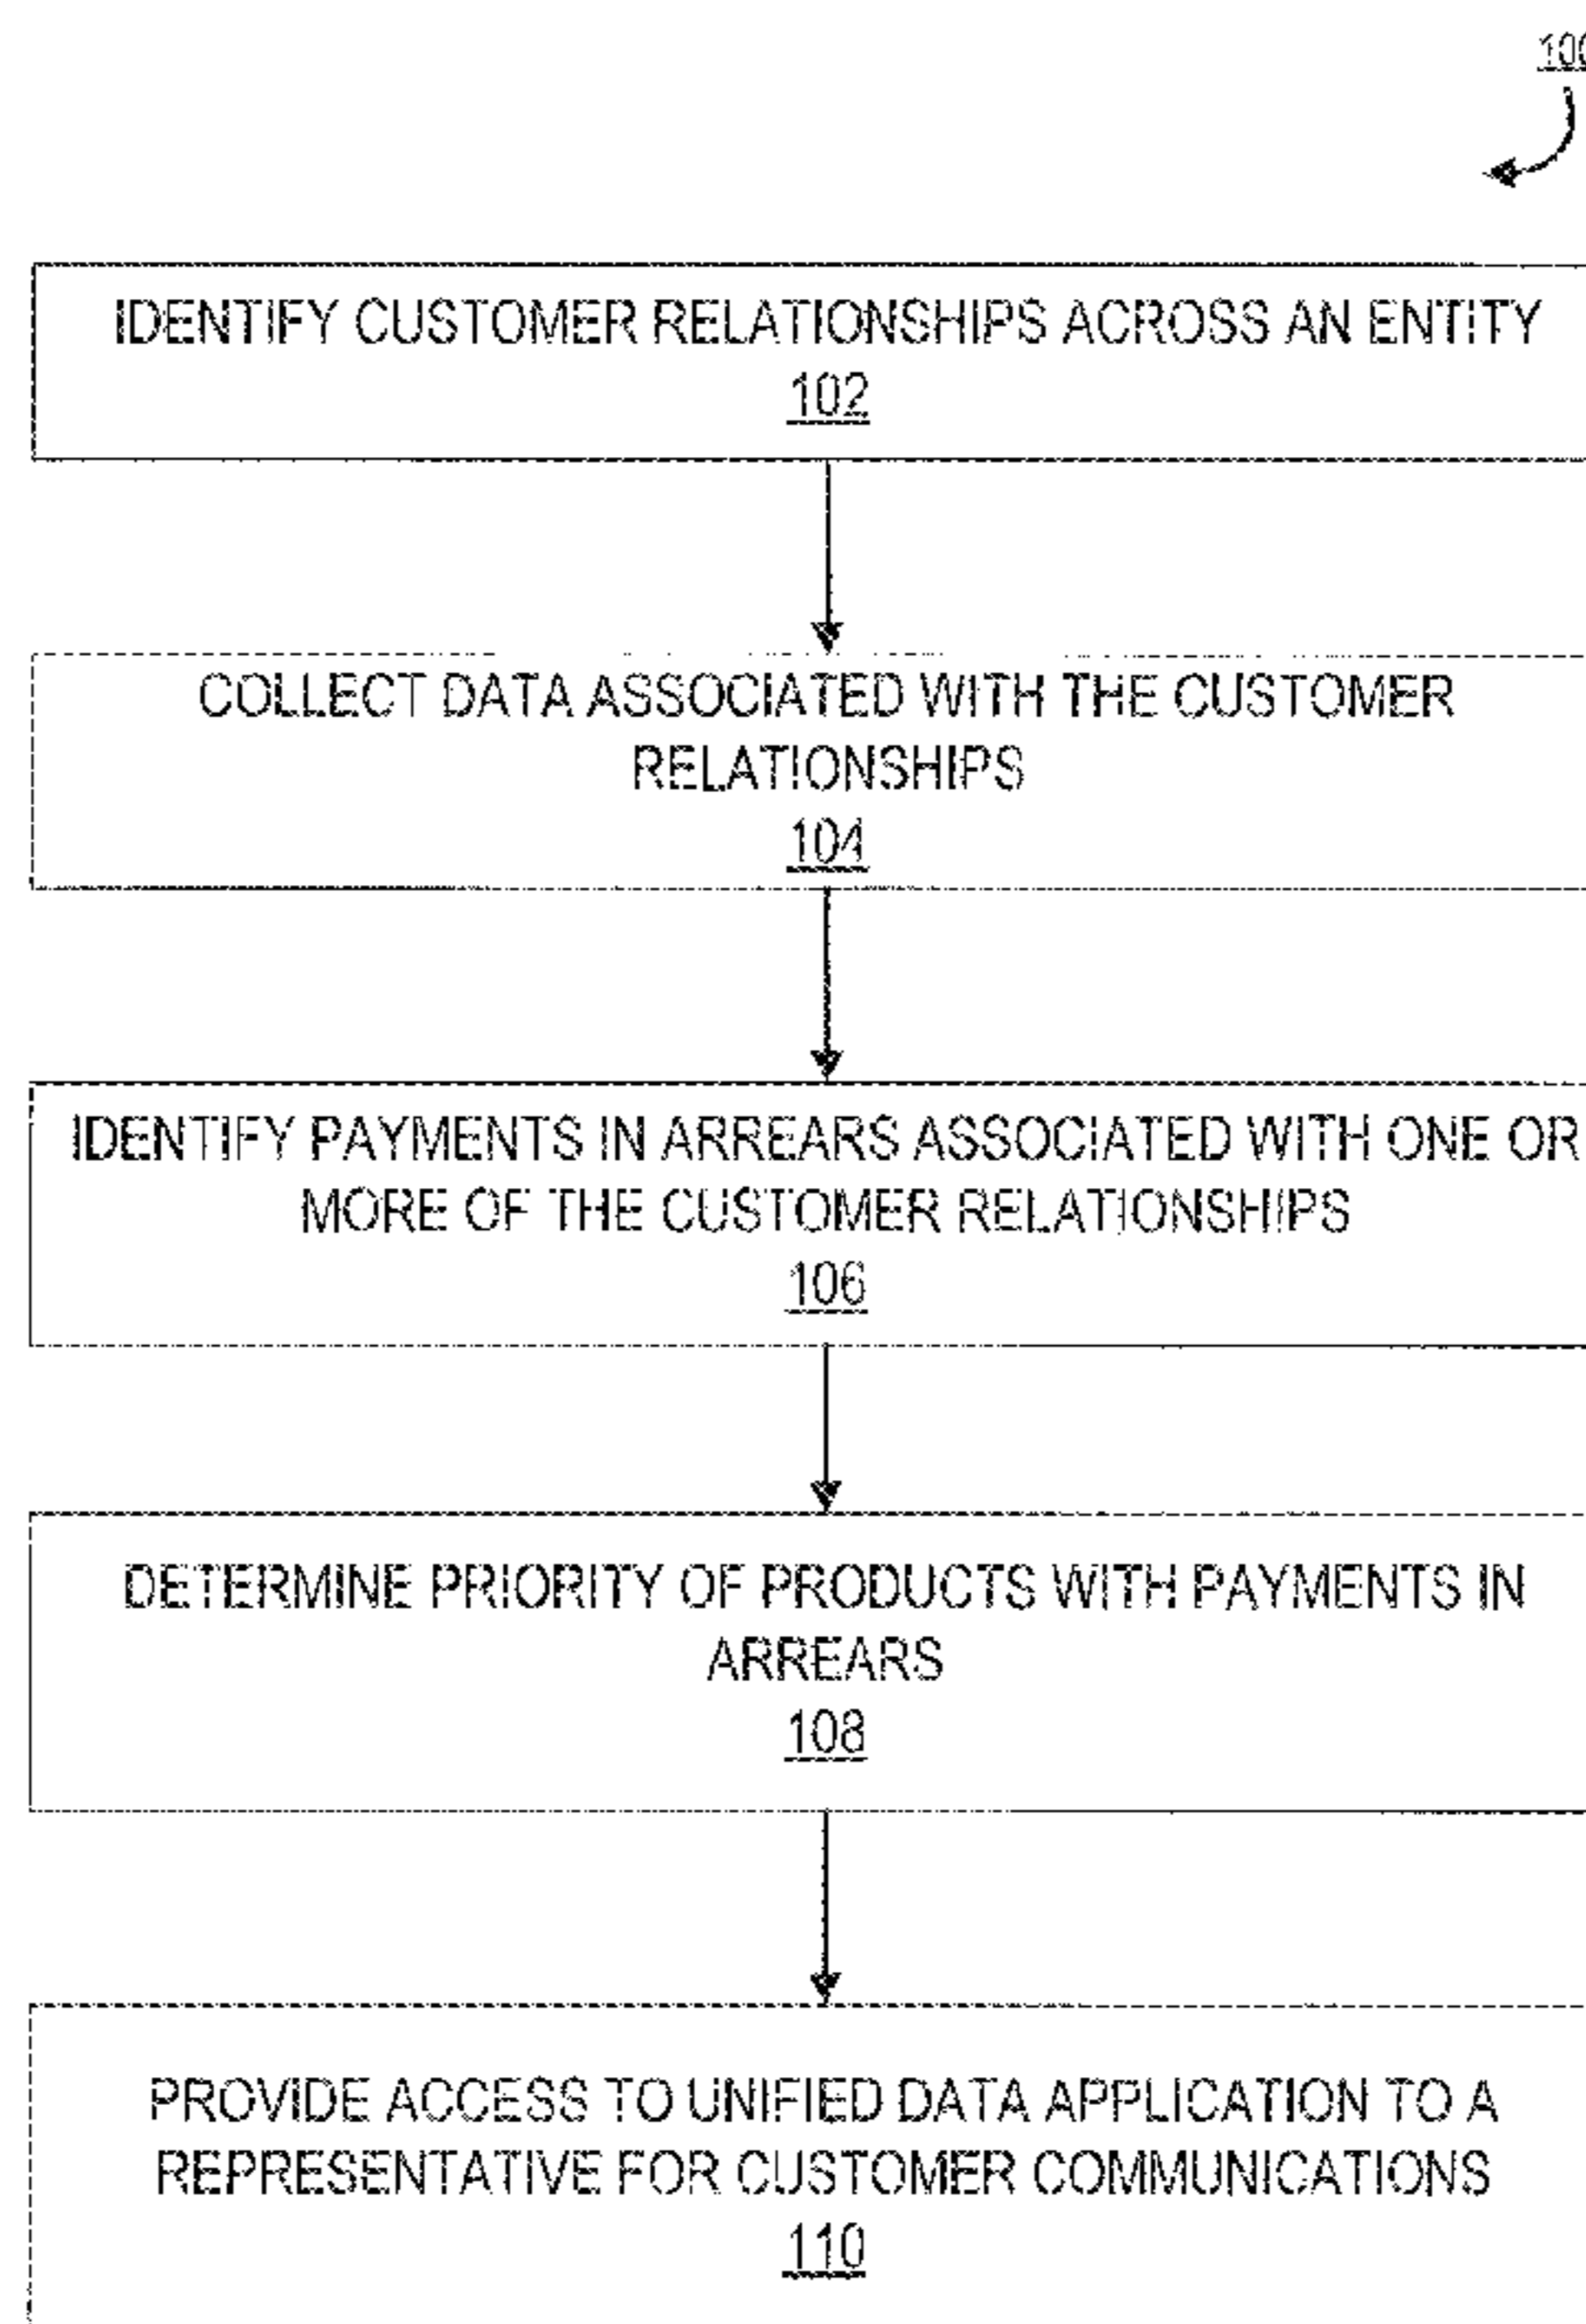 100
IDENTIFY CUSTOMER RELATIONSHIPS ACROSS AN ENTITY
102
COLLECT DATA ASSOCIATED WITH THE CUSTOMER
RELATIONSHIPS
104
IDENTIFY PAYMENTS IN ARREARS ASSOCIATED WITH ONE OR
MORE OF THE CUSTOMER RELATIONSHIPS
106
DETERMINE PRIORITY OF PRODUCTS WITH PAYMENTS IN
ARREARS
108
PROVIDE ACCESS TO UNIFIED DATA APPLICATION TO A
REPRESENTATIVE FOR CUSTOMER COMMUNICATIONS
110